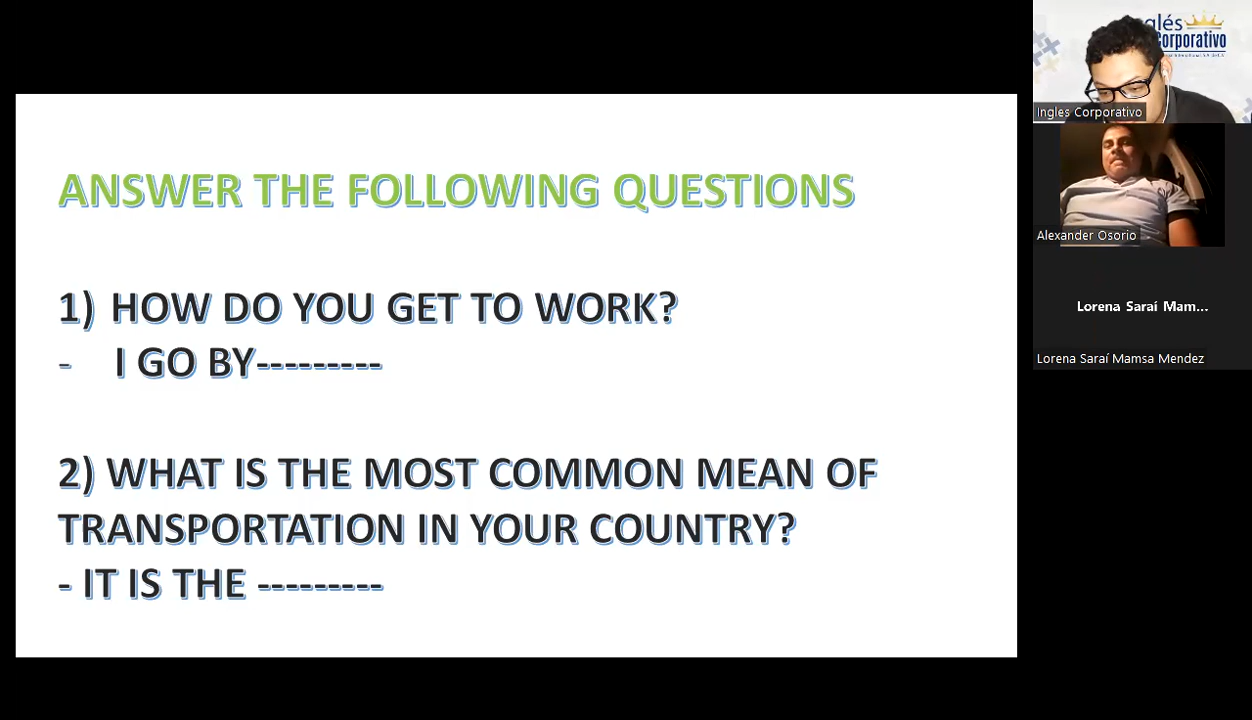 ANSWER THE FOLLOWING QUESTIONS
1) HOW DO YOU GET TO WORK?
- I GO BY---------
2) WHAT IS THE MOST COMMON MEAN OF
TRANSPORTATION IN YOUR COUNTRY?
- IT IS THE ---------
glés
Corporativo
Ingles Corporativo
Alexander Osorio
Lorena Saraí Mam...
Lorena Saraí Mamsa Mendez